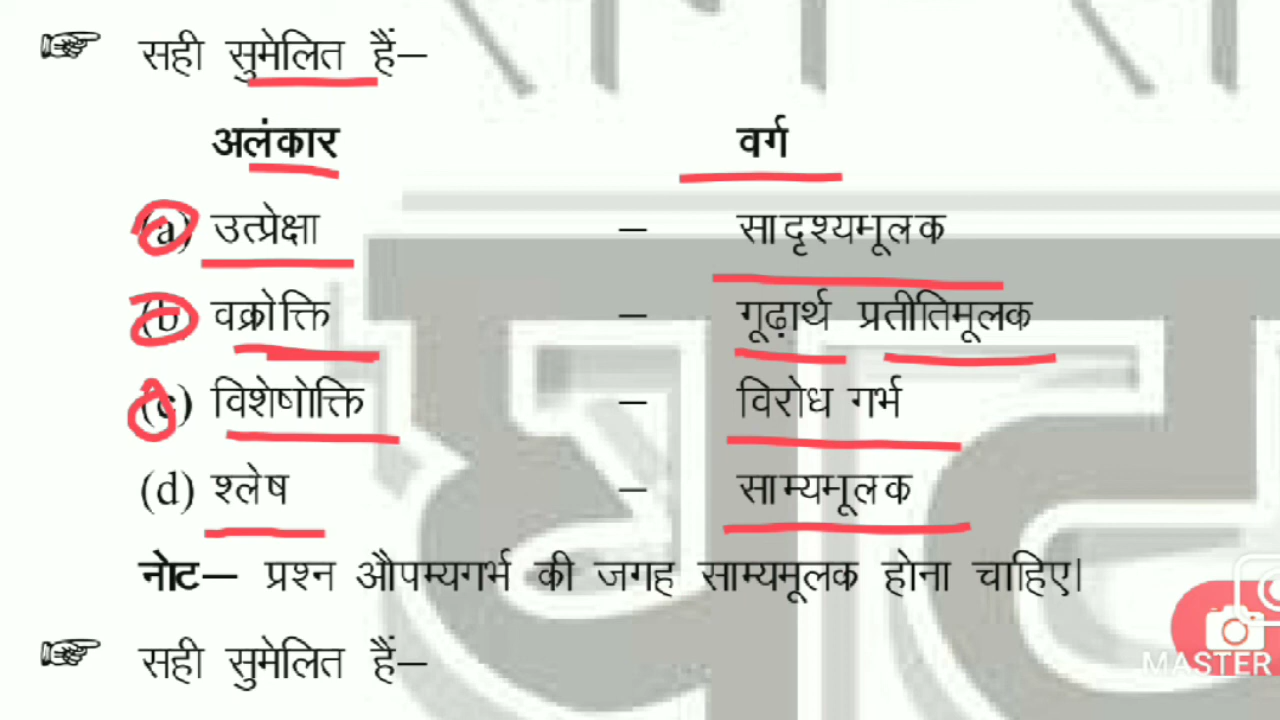 ☞ सही सुमेलित हैं–
अलंकार – वर्ग
(a) उत्प्रेक्षा – सादृश्यमूलक
(b) वक्रोक्ति – गूढ़ार्थ प्रतीतिमूलक
(c) विशेषोक्ति – विरोध गर्भ
(d) श्लेष – साम्यमूलक
नोट– प्रश्न औपम्यगर्भ की जगह साम्यमूलक होना चाहिए।
☞ सही सुमेलित हैं–
MASTER